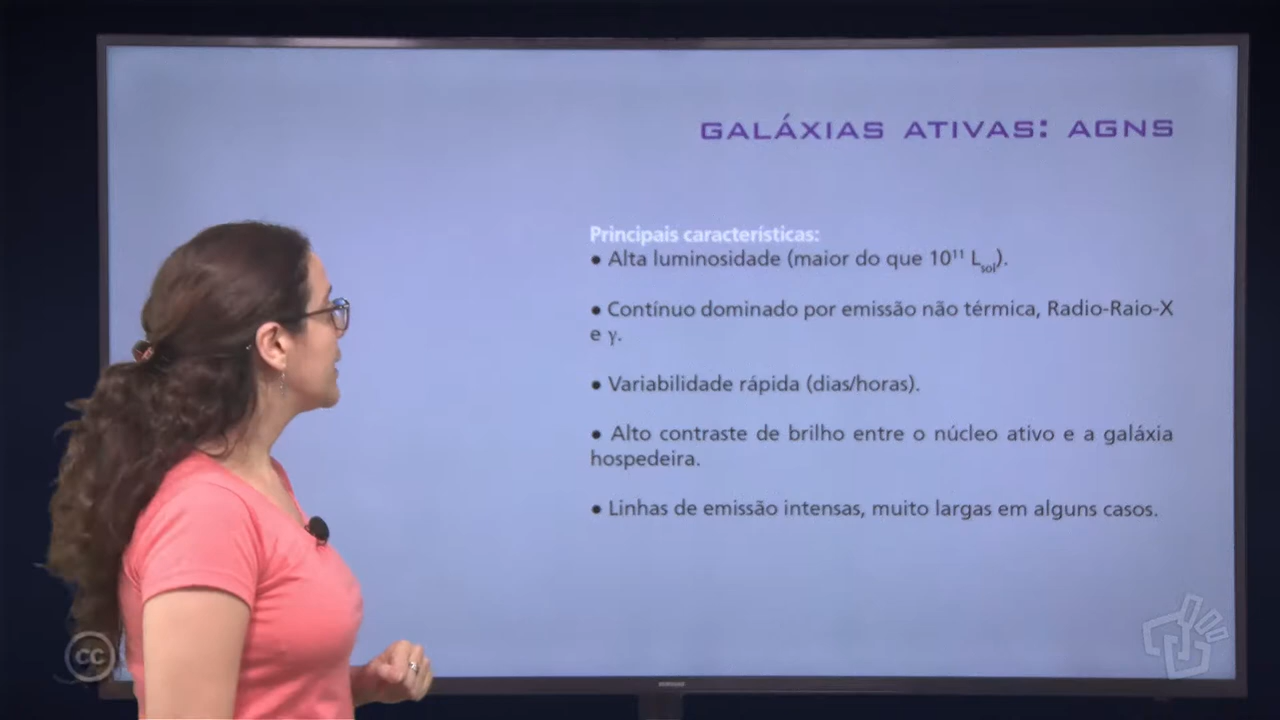 GALÁXIAS ATIVAS: AGNS
Principais características:
• Alta luminosidade (maior do que 10¹¹ Lsol).
• Contínuo dominado por emissão não térmica, Radio-Raio-X
e γ.
• Variabilidade rápida (dias/horas).
• Alto contraste de brilho entre o núcleo ativo e a galáxia
hospedeira.
• Linhas de emissão intensas, muito largas em alguns casos.
cc
SAMSUNG